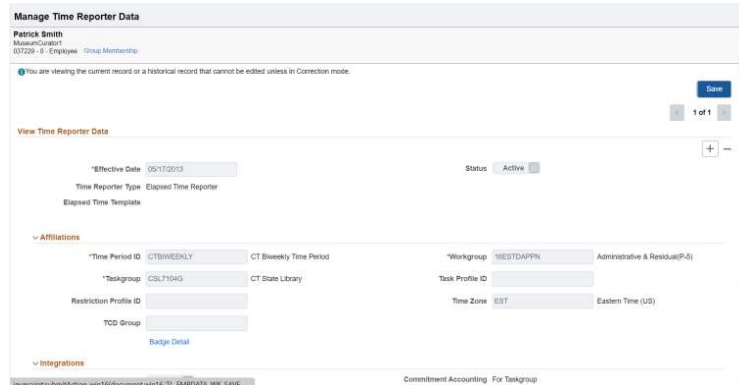 Manage Time Reporter Data
Patrick Smith
MuseumCurator1
037229 - 0 - Employee Group Membership
You are viewing the current record or a historical record that cannot be edited unless in Correction mode.
Save
1 of 1
View Time Reporter Data
*Effective Date 05/17/2013 Status Active
Time Reporter Type Elapsed Time Reporter
Elapsed Time Template
Affiliations
*Time Period ID CTBIWEEKLY CT Biweekly Time Period *Workgroup 16ESTDAPPN Administrative & Residual(P-5)
*Taskgroup CSL7104G CT State Library Task Profile ID
Restriction Profile ID Time Zone EST Eastern Time (US)
TCD Group
Badge Detail
Integrations
Commitment Accounting For Taskgroup